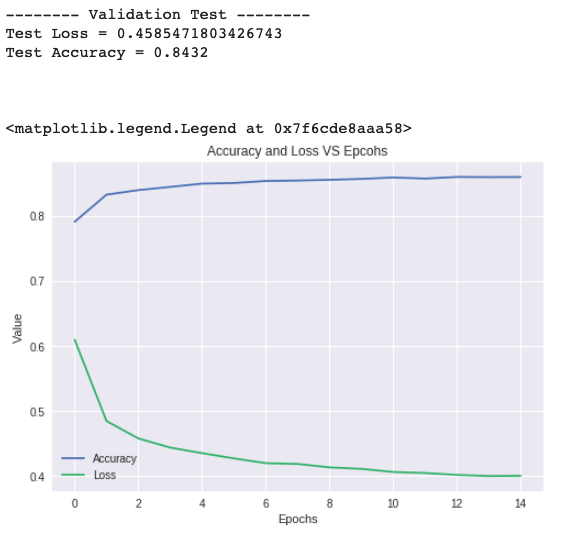 -------- Validation Test --------
Test Loss = 0.4585471803426743
Test Accuracy = 0.8432
<matplotlib.legend.Legend at 0x7f6cde8aaa58>
Accuracy and Loss VS Epcohs
0.8
0.7
0.6
0.5
0.4
Value
Accuracy
Loss
0 2 4 6 8 10 12 14
Epochs